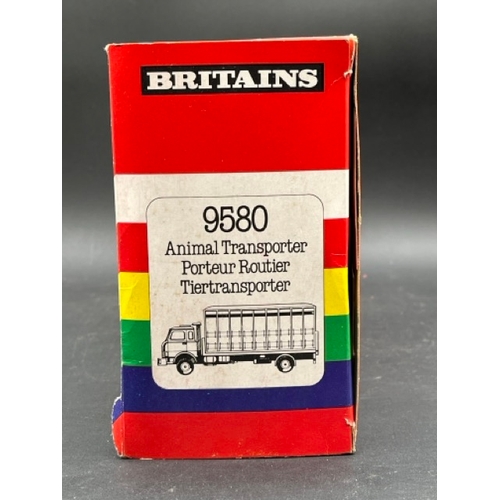 BRITAINS
9580
Animal Transporter
Porteur Routier
Tiertransporter